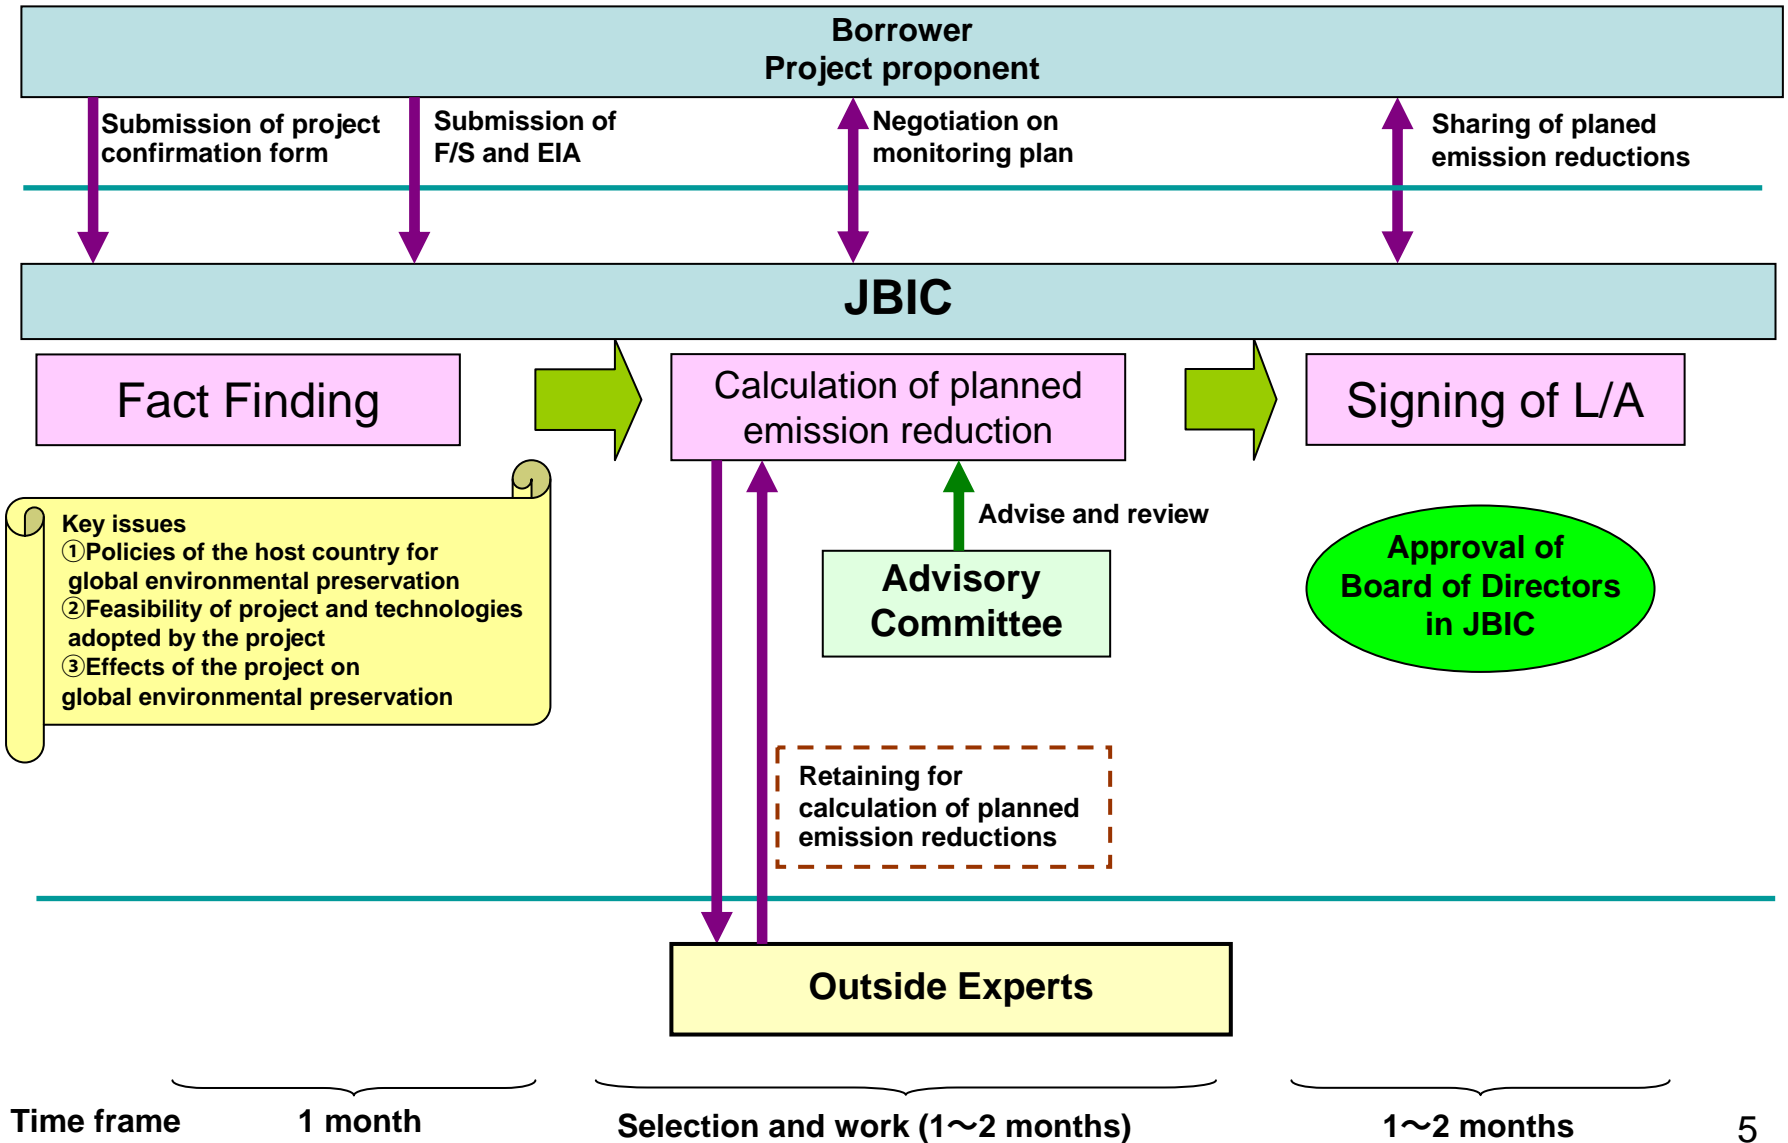 Borrower
Project proponent
Submission of project
confirmation form
Submission of
F/S and EIA
Negotiation on
monitoring plan
Sharing of planed
emission reductions
JBIC
Fact Finding
Calculation of planned
emission reduction
Signing of L/A
Key issues
①Policies of the host country for
global environmental preservation
②Feasibility of project and technologies
adopted by the project
③Effects of the project on
global environmental preservation
Advise and review
Advisory
Committee
Approval of
Board of Directors
in JBIC
Retaining for
calculation of planned
emission reductions
Outside Experts
Time frame
1 month
Selection and work (1～2 months)
1～2 months
5